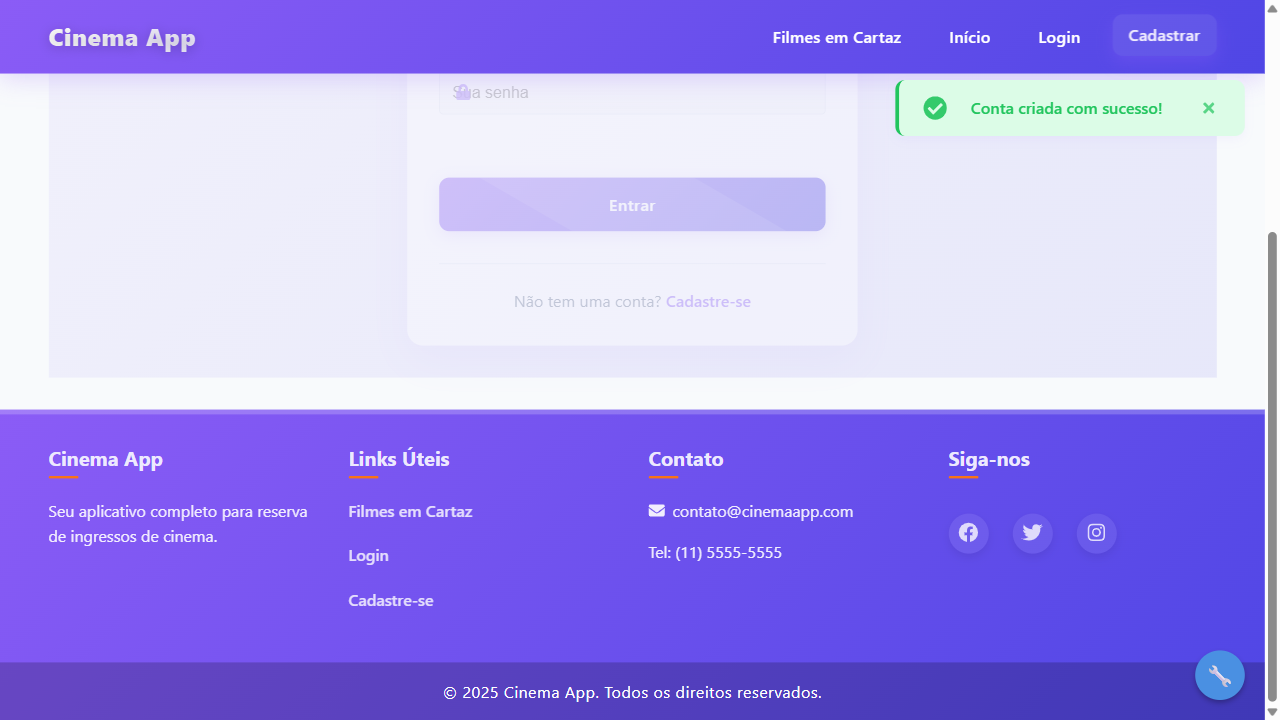 Cinema App
Filmes em Cartaz
Início
Login
Cadastrar
Sua senha
Conta criada com sucesso!
Entrar
Não tem uma conta? Cadastre-se
Cinema App
Seu aplicativo completo para reserva
de ingressos de cinema.
Links Úteis
Filmes em Cartaz
Login
Cadastre-se
Contato
contato@cinemaapp.com
Tel: (11) 5555-5555
Siga-nos
© 2025 Cinema App. Todos os direitos reservados.